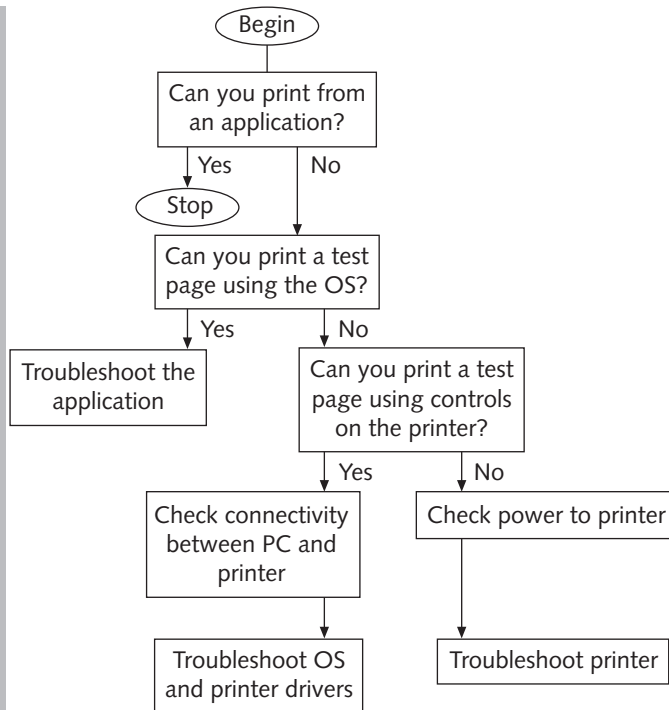 Begin
Can you print from
an application?
Yes
No
Stop
Can you print a test
page using the OS?
Yes
No
Troubleshoot the
application
Can you print a test
page using controls
on the printer?
Yes
No
Check connectivity
between PC and
printer
Check power to printer
Troubleshoot OS
and printer drivers
Troubleshoot printer